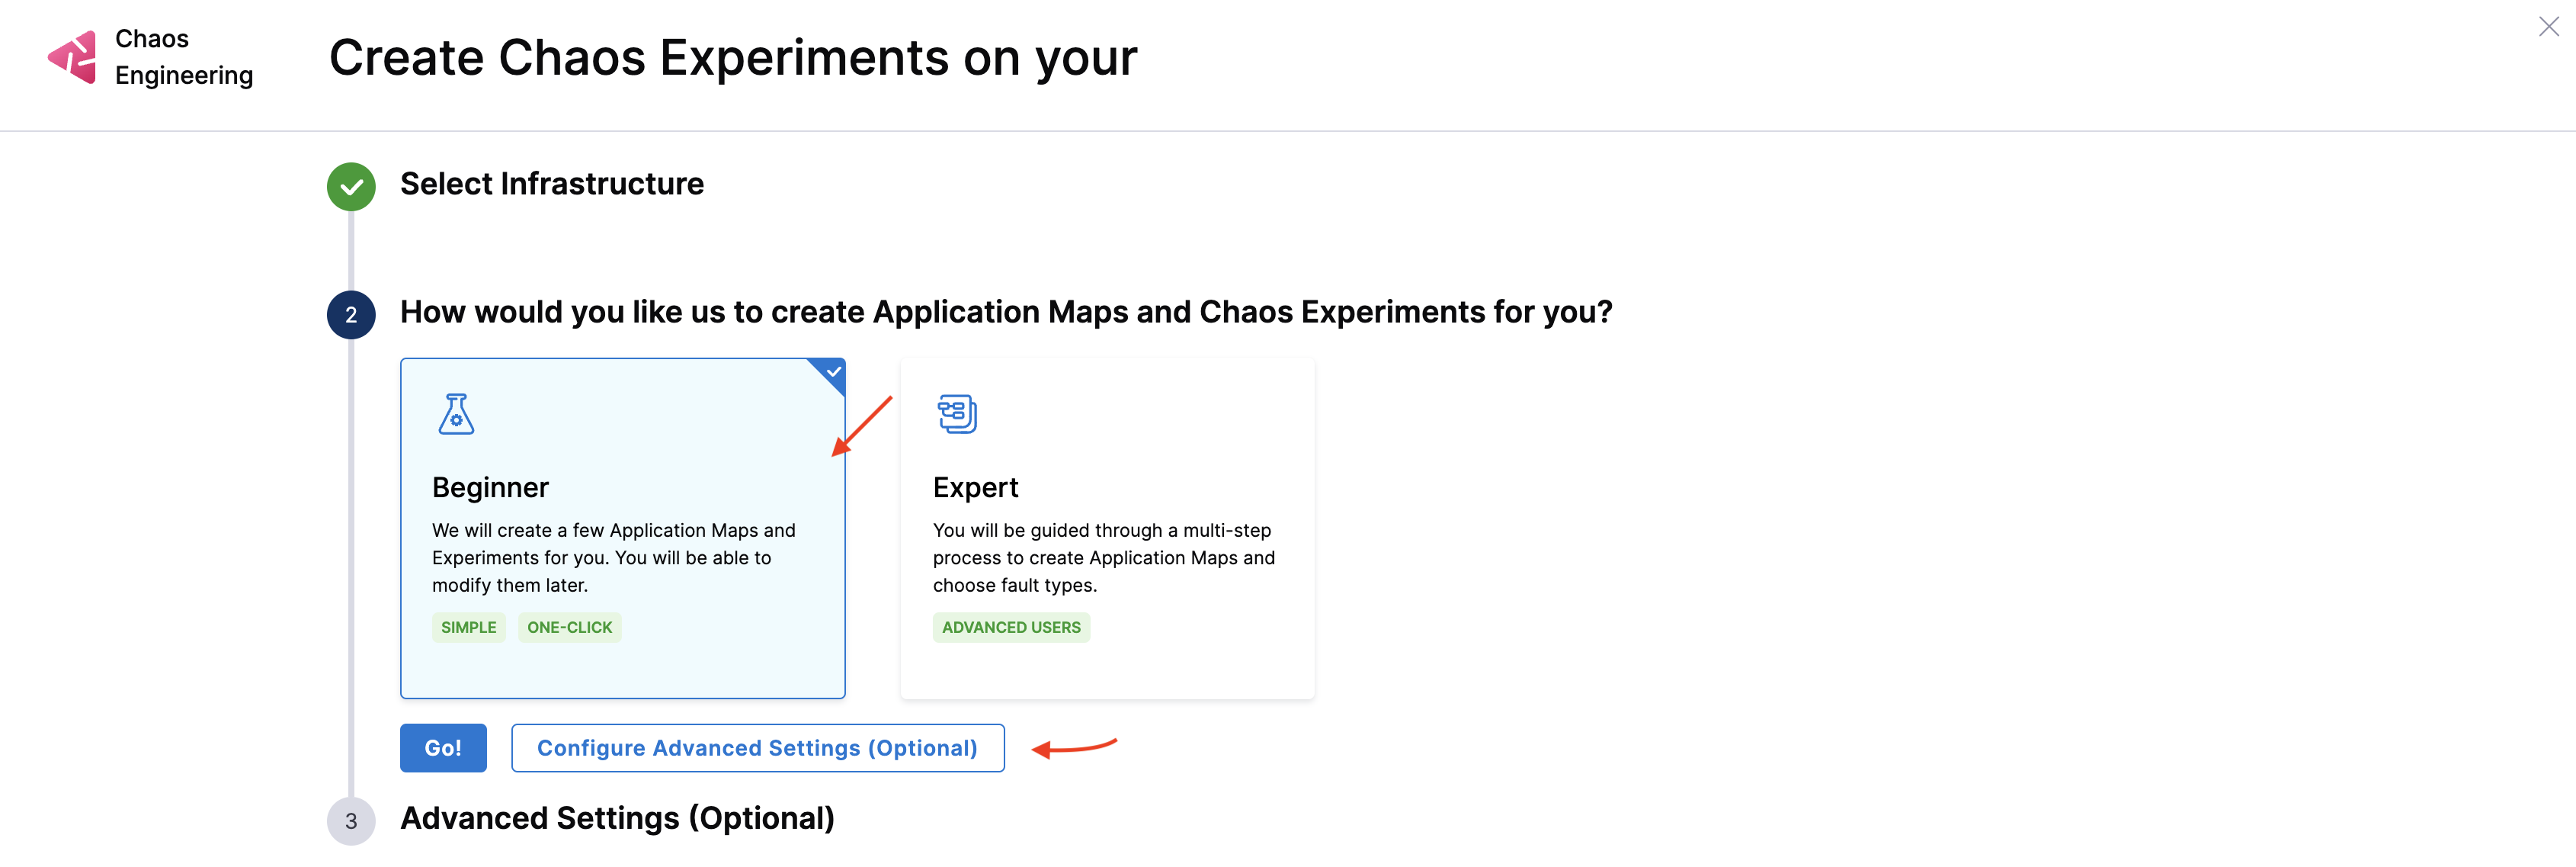 Chaos
Engineering
Create Chaos Experiments on your
Select Infrastructure
2
How would you like us to create Application Maps and Chaos Experiments for you?
Beginner
We will create a few Application Maps and
Experiments for you. You will be able to
modify them later.
SIMPLE
ONE-CLICK
Expert
You will be guided through a multi-step
process to create Application Maps and
choose fault types.
ADVANCED USERS
Go!
Configure Advanced Settings (Optional)
3
Advanced Settings (Optional)